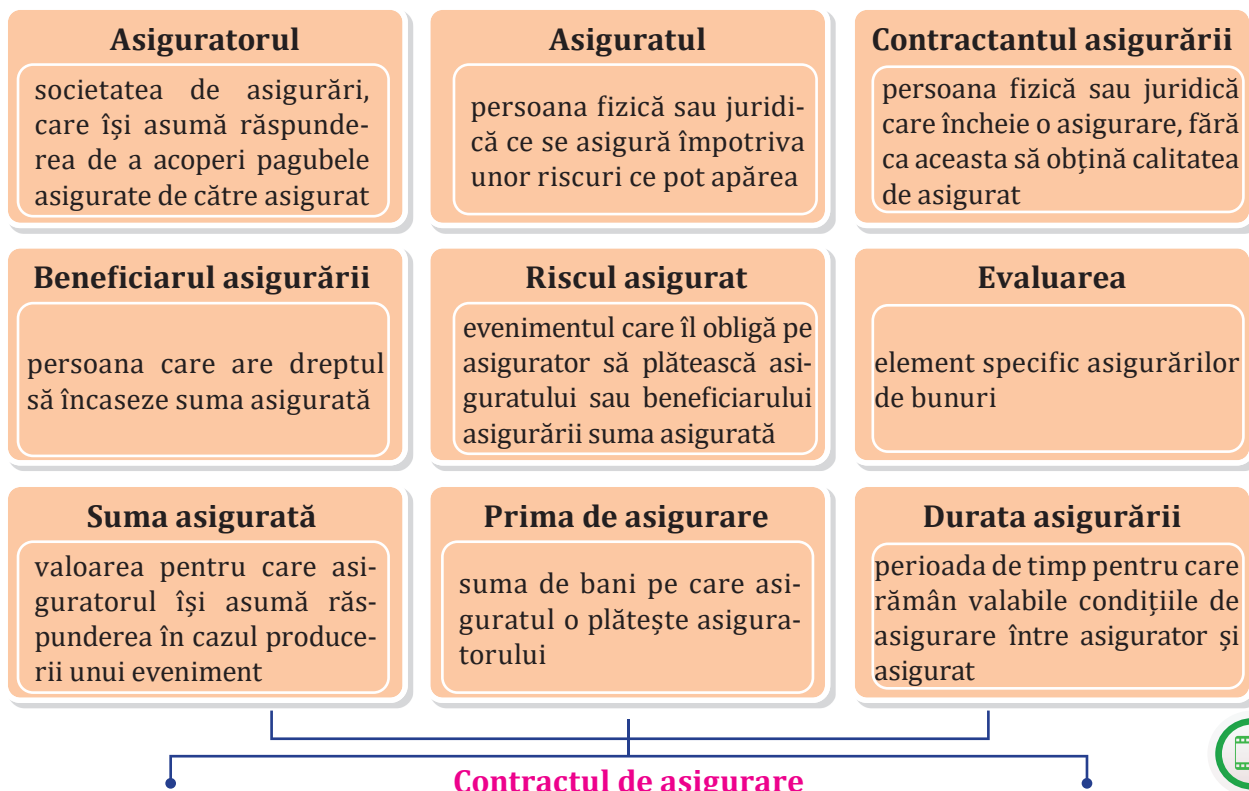 Asiguratorul
societatea de asigurări,
care își asumă răspunde-
rea de a acoperi pagubele
asigurate de către asigurat
Asiguratul
persoana fizică sau juridi-
că ce se asigură împotriva
unor riscuri ce pot apărea
Contractantul asigurării
persoană fizică sau juridică
care încheie o asigurare, fără
ca aceasta să obțină calitatea
de asigurat
Beneficiarul asigurării
persoana care are dreptul
să încaseze suma asigurată
Riscul asigurat
evenimentul care îl obligă pe
asigurator să plătească asi-
guratului sau beneficiarului
asigurării suma asigurată
Evaluarea
element specific asigurărilor
de bunuri
Suma asigurată
valoarea pentru care asi-
guratorul își asumă răs-
punderea în cazul produce-
rii unui eveniment
Prima de asigurare
suma de bani pe care asi-
guratul o plătește asigura-
torului
Durata asigurării
perioada de timp pentru care
rămân valabile condițiile de
asigurare între asigurator și
asigurat
Contractul de asigurare